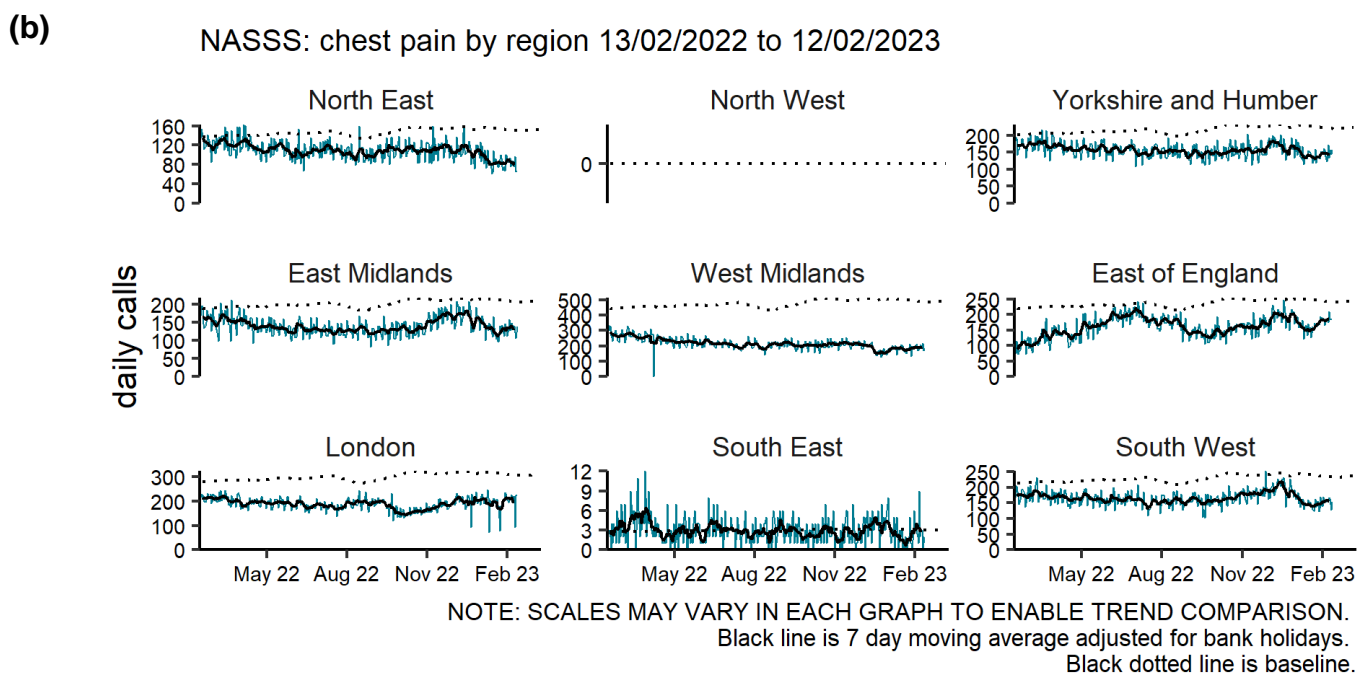 (b)
NASSS: chest pain by region 13/02/2022 to 12/02/2023
daily calls
North East
160
120
80
40
0
North West
0
Yorkshire and Humber
200
150
100
50
0
East Midlands
200
150
100
50
0
West Midlands
500
400
300
200
100
0
East of England
250
200
150
100
50
0
London
300
200
100
0
May 22 Aug 22 Nov 22 Feb 23
South East
12
9
6
3
0
May 22 Aug 22 Nov 22 Feb 23
South West
250
200
150
100
50
0
May 22 Aug 22 Nov 22 Feb 23
NOTE: SCALES MAY VARY IN EACH GRAPH TO ENABLE TREND COMPARISON.
Black line is 7 day moving average adjusted for bank holidays.
Black dotted line is baseline.